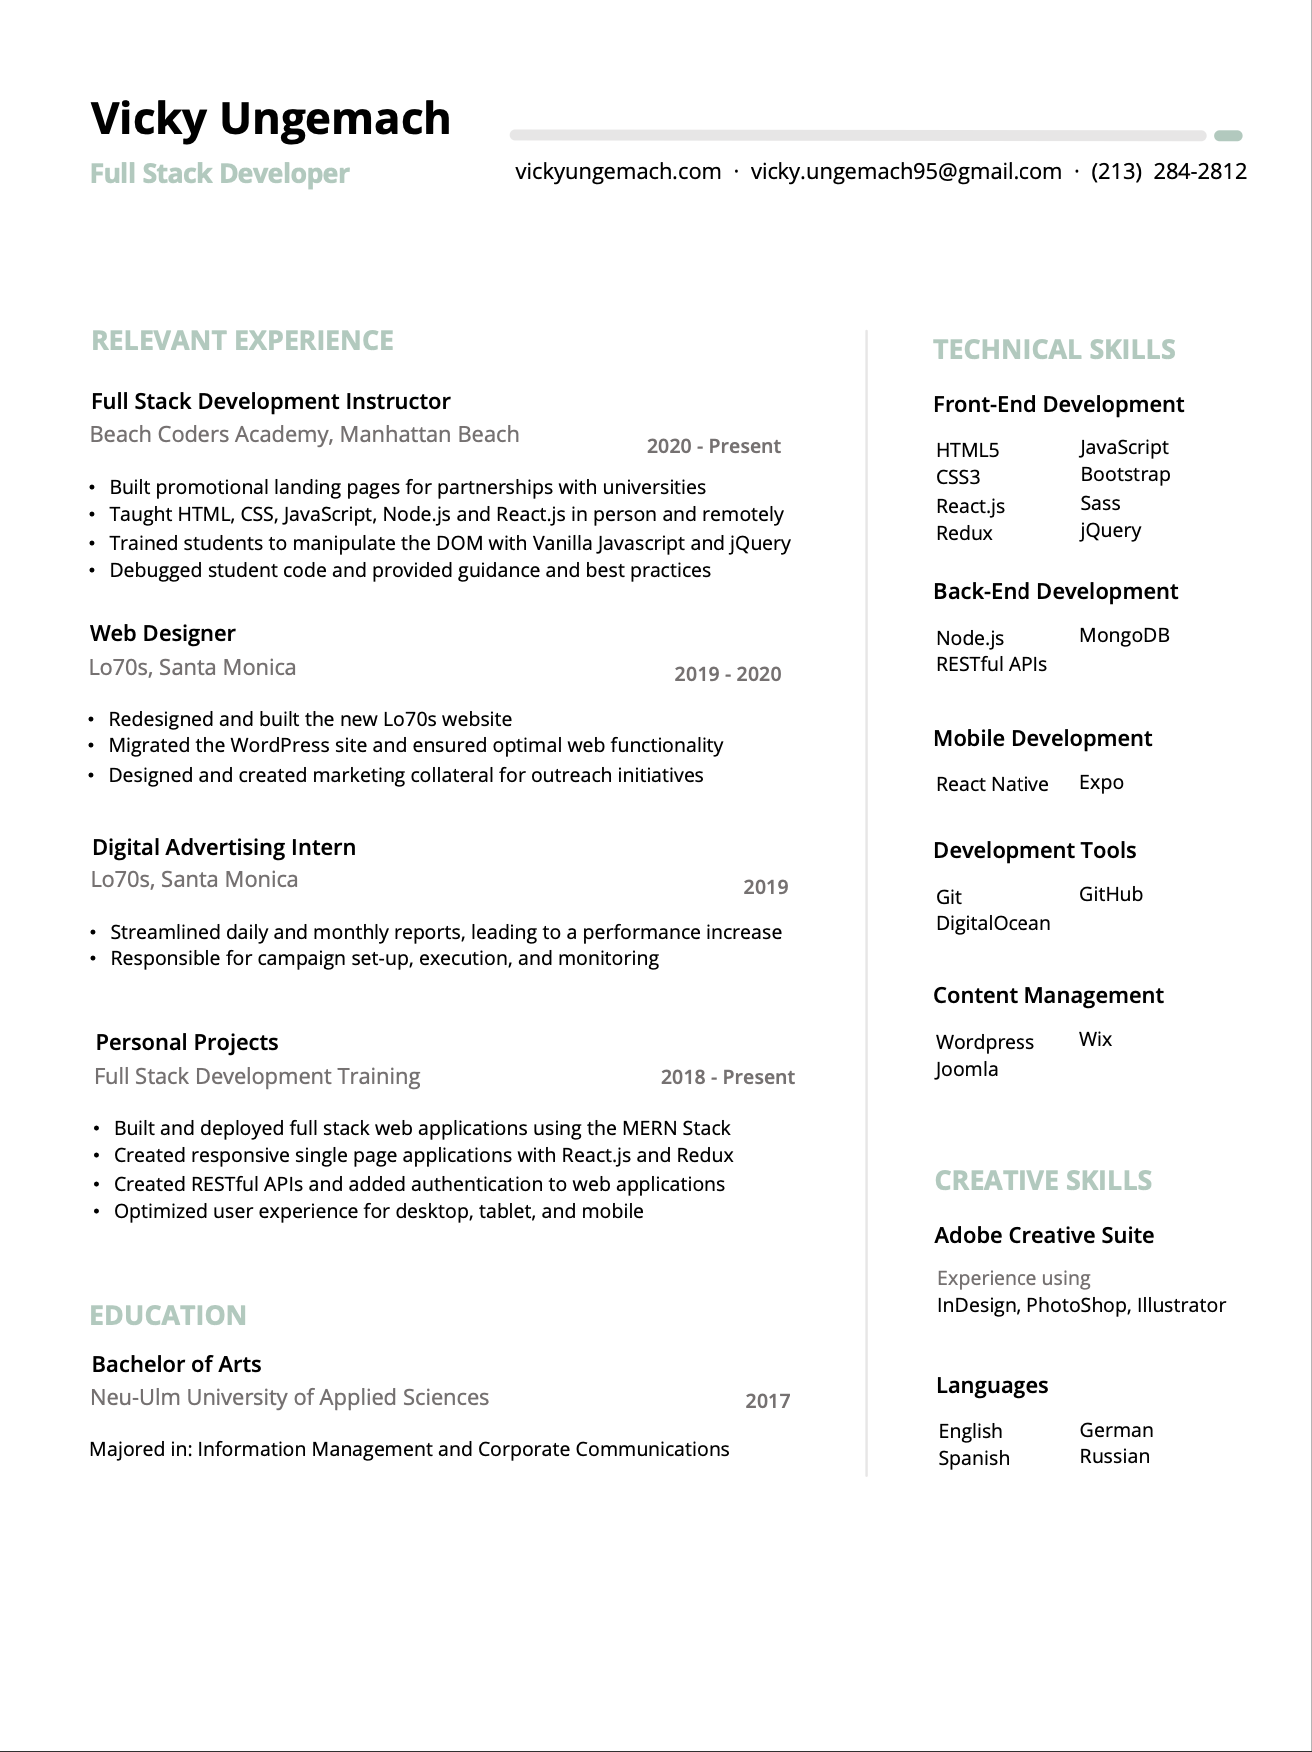 Vicky Ungemach
Full Stack Developer
vickyungemach.com · vicky.ungemach95@gmail.com · (213) 284-2812
RELEVANT EXPERIENCE
Full Stack Development Instructor
Beach Coders Academy, Manhattan Beach
2020 - Present
• Built promotional landing pages for partnerships with universities
• Taught HTML, CSS, JavaScript, Node.js and React.js in person and remotely
• Trained students to manipulate the DOM with Vanilla Javascript and jQuery
• Debugged student code and provided guidance and best practices
Web Designer
Lo70s, Santa Monica
2019 - 2020
• Redesigned and built the new Lo70s website
• Migrated the WordPress site and ensured optimal web functionality
• Designed and created marketing collateral for outreach initiatives
Digital Advertising Intern
Lo70s, Santa Monica
2019
• Streamlined daily and monthly reports, leading to a performance increase
• Responsible for campaign set-up, execution, and monitoring
Personal Projects
Full Stack Development Training
2018 - Present
• Built and deployed full stack web applications using the MERN Stack
• Created responsive single page applications with React.js and Redux
• Created RESTful APIs and added authentication to web applications
• Optimized user experience for desktop, tablet, and mobile
EDUCATION
Bachelor of Arts
Neu-Ulm University of Applied Sciences
2017
Majored in: Information Management and Corporate Communications
TECHNICAL SKILLS
Front-End Development
HTML5
CSS3
React.js
Redux
JavaScript
Bootstrap
Sass
jQuery
Back-End Development
Node.js
RESTful APIs
MongoDB
Mobile Development
React Native
Expo
Development Tools
Git
DigitalOcean
GitHub
Content Management
Wordpress
Joomla
Wix
CREATIVE SKILLS
Adobe Creative Suite
Experience using
InDesign, PhotoShop, Illustrator
Languages
English
Spanish
German
Russian